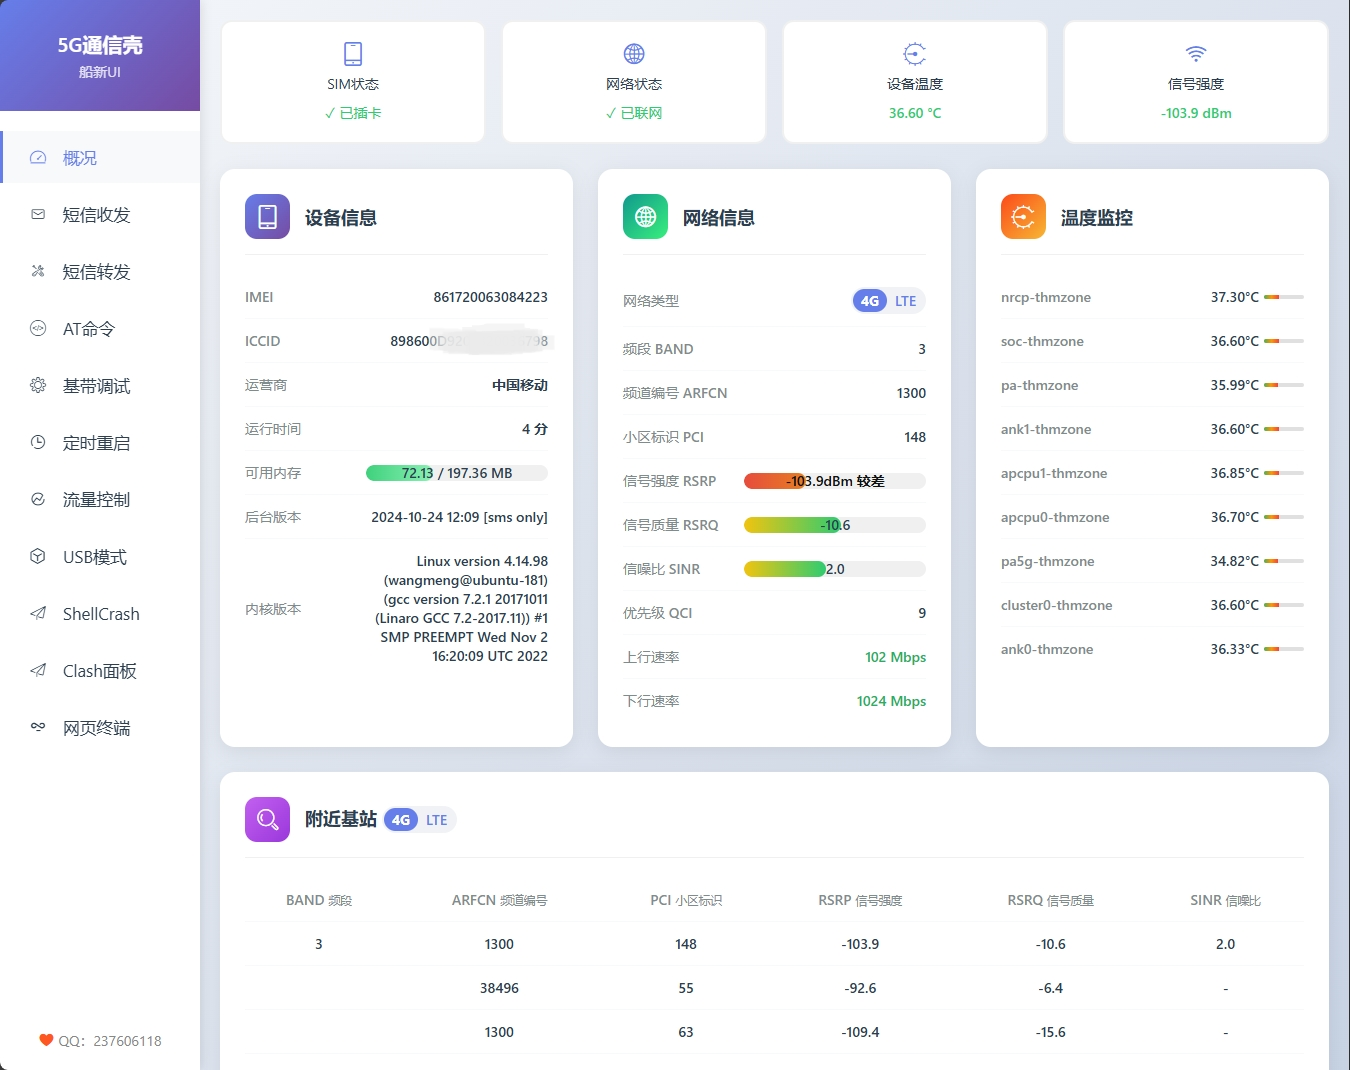 5G通信壳
船新UI
概况
短信收发
短信转发
AT命令
基带调试
定时重启
流量控制
USB模式
ShellCrash
Clash面板
网页终端
QQ：237606118
SIM状态
✓ 已插卡
网络状态
✓ 已联网
设备温度
36.60 °C
信号强度
-103.9 dBm
设备信息
IMEI 861720063084223
ICCID 898600D92 798
运营商 中国移动
运行时间 4 分
可用内存 72.13 / 197.36 MB
后台版本 2024-10-24 12:09 [sms only]
内核版本
Linux version 4.14.98
(wangmeng@ubuntu-181)
(gcc version 7.2.1 20171011
(Linaro GCC 7.2-2017.11)) #1
SMP PREEMPT Wed Nov 2
16:20:09 UTC 2022
网络信息
网络类型 4G LTE
频段 BAND 3
频道编号 ARFCN 1300
小区标识 PCI 148
信号强度 RSRP -103.9dBm 较差
信号质量 RSRQ -10.6
信噪比 SINR 2.0
优先级 QCI 9
上行速率 102 Mbps
下行速率 1024 Mbps
温度监控
nrcp-thmzone 37.30°C
soc-thmzone 36.60°C
pa-thmzone 35.99°C
ank1-thmzone 36.60°C
apcpu1-thmzone 36.85°C
apcpu0-thmzone 36.70°C
pa5g-thmzone 34.82°C
cluster0-thmzone 36.60°C
ank0-thmzone 36.33°C
附近基站 4G LTE
BAND 频段 ARFCN 频道编号 PCI 小区标识 RSRP 信号强度 RSRQ 信号质量 SINR 信噪比
3 1300 148 -103.9 -10.6 2.0
38496 55 -92.6 -6.4 -
1300 63 -109.4 -15.6 -